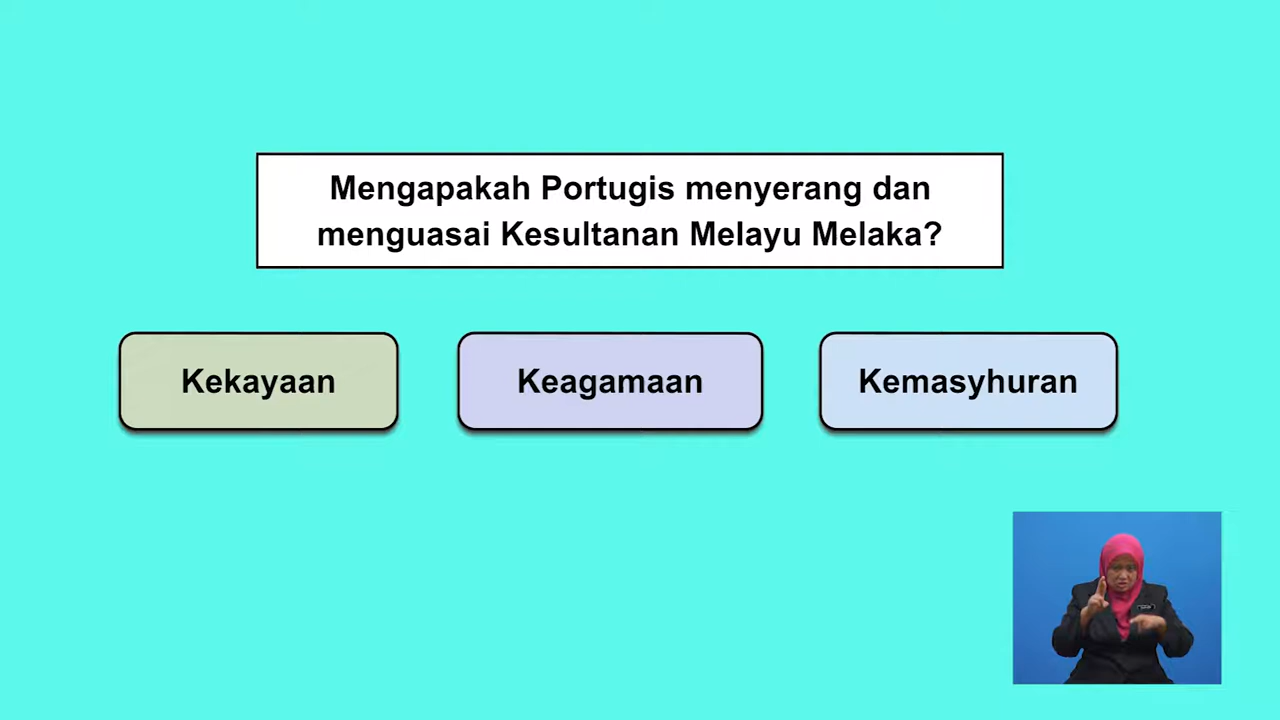 Mengapakah Portugis menyerang dan
menguasai Kesultanan Melayu Melaka?
Kekayaan
Keagamaan
Kemasyhuran